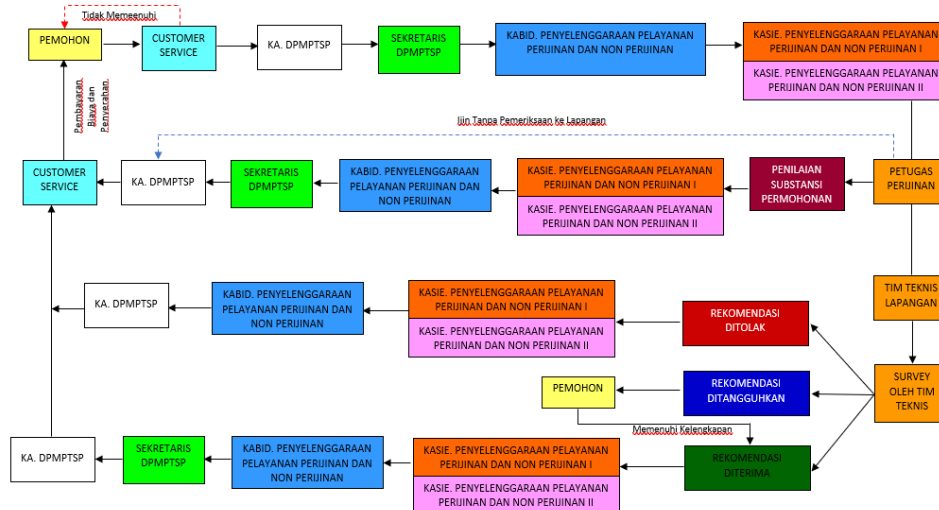 Tidak Memeenuhi
PEMOHON
CUSTOMER
SERVICE
KA. DPMPTSP
SEKRETARIS
DPMPTSP
KABID. PENYELENGGARAAN PELAYANAN
PERIJINAN DAN NON PERIJINAN
KASIE. PENYELENGGARAAN PELAYANAN
PERIJINAN DAN NON PERIJINAN I
KASIE. PENYELENGGARAAN PELAYANAN
PERIJINAN DAN NON PERIJINAN II
Pembayaran
Biaya dan
Penyerahan
Ijin Tanpa Pemeriksaan ke Lapangan
CUSTOMER
SERVICE
KA. DPMPTSP
SEKRETARIS
DPMPTSP
KABID. PENYELENGGARAAN
PELAYANAN PERIJINAN DAN
NON PERIJINAN
KASIE. PENYELENGGARAAN PELAYANAN
PERIJINAN DAN NON PERIJINAN I
KASIE. PENYELENGGARAAN PELAYANAN
PERIJINAN DAN NON PERIJINAN II
PENILAIAN
SUBSTANSI
PERMOHONAN
PETUGAS
PERIJINAN
KA. DPMPTSP
KABID. PENYELENGGARAAN
PELAYANAN PERIJINAN DAN
NON PERIJINAN
KASIE. PENYELENGGARAAN PELAYANAN
PERIJINAN DAN NON PERIJINAN I
KASIE. PENYELENGGARAAN PELAYANAN
PERIJINAN DAN NON PERIJINAN II
REKOMENDASI
DITOLAK
TIM TEKNIS
LAPANGAN
PEMOHON
REKOMENDASI
DITANGGUHKAN
SURVEY
OLEH TIM
TEKNIS
Memenuhi Kelengkapan
KA. DPMPTSP
SEKRETARIS
DPMPTSP
KABID. PENYELENGGARAAN
PELAYANAN PERIJINAN DAN
NON PERIJINAN
KASIE. PENYELENGGARAAN PELAYANAN
PERIJINAN DAN NON PERIJINAN I
KASIE. PENYELENGGARAAN PELAYANAN
PERIJINAN DAN NON PERIJINAN II
REKOMENDASI
DITERIMA